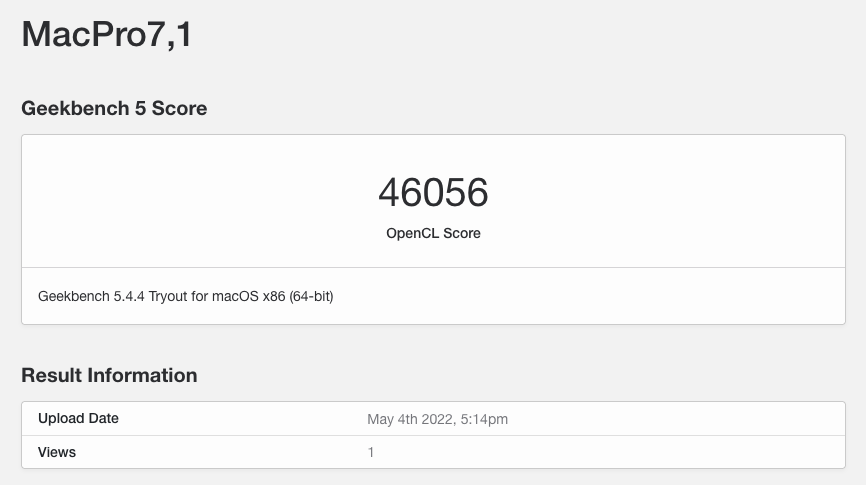 MacPro7,1
Geekbench 5 Score
46056
OpenCL Score
Geekbench 5.4.4 Tryout for macOS x86 (64-bit)
Result Information
Upload Date May 4th 2022, 5:14pm
Views 1